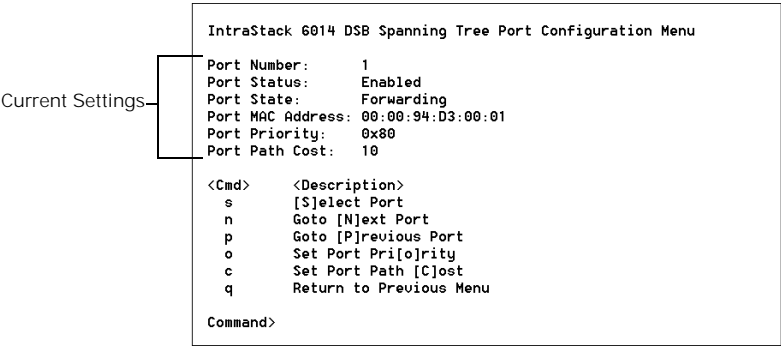 IntraStack 6014 DSB Spanning Tree Port Configuration Menu
Current Settings
Port Number: 1
Port Status: Enabled
Port State: Forwarding
Port MAC Address: 00:00:94:D3:00:01
Port Priority: 0x80
Port Path Cost: 10
<Cmd> <Description>
s [S]elect Port
n Goto [N]ext Port
p Goto [P]revious Port
o Set Port Pri[o]rity
c Set Port Path [C]ost
q Return to Previous Menu
Command>